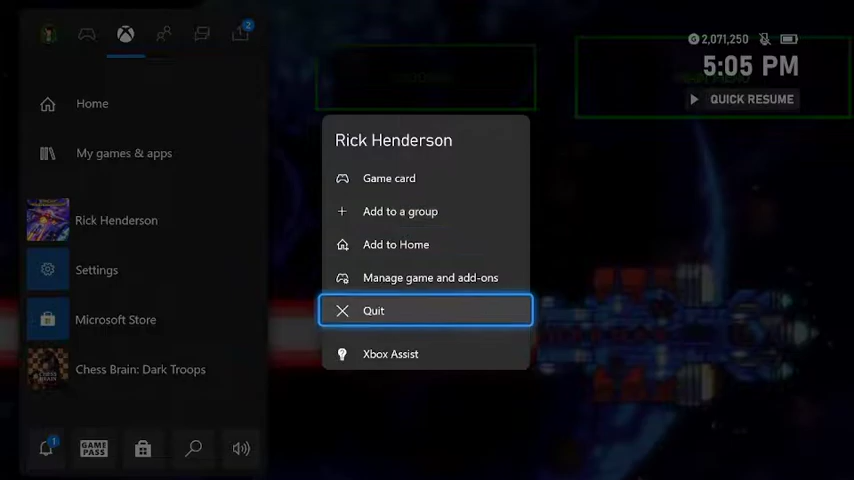 2
G 2,071,250
5:05 PM
QUICK RESUME
Home
My games & apps
Rick Henderson
Settings
Microsoft Store
Chess Brain: Dark Troops
1
GAME
PASS
Rick Henderson
Game card
Add to a group
Add to Home
Manage game and add-ons
Quit
Xbox Assist